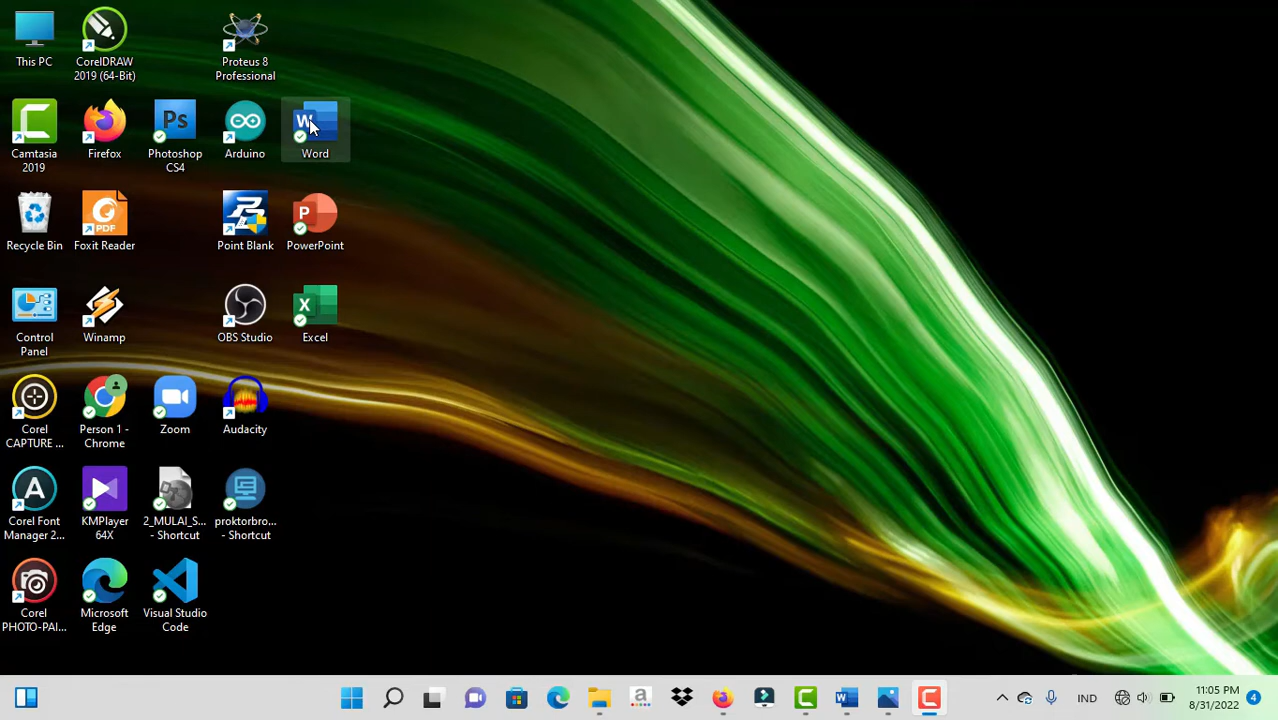 This PC
CorelDRAW
2019 (64-Bit)
Proteus 8
Professional
Camtasia
2019
Firefox
Ps
Photoshop
CS4
Arduino
W
Word
Recycle Bin
PDF
Foxit Reader
Point Blank
P
PowerPoint
Control
Panel
Winamp
OBS Studio
X
Excel
Corel
CAPTURE ...
Person 1 -
Chrome
Zoom
Audacity
Corel Font
Manager 2...
KMPlayer
64X
2_MULAI_S...
- Shortcut
proktorbro...
- Shortcut
Corel
PHOTO-PAI...
Microsoft
Edge
Visual Studio
Code
IND
11:05 PM
8/31/2022
4